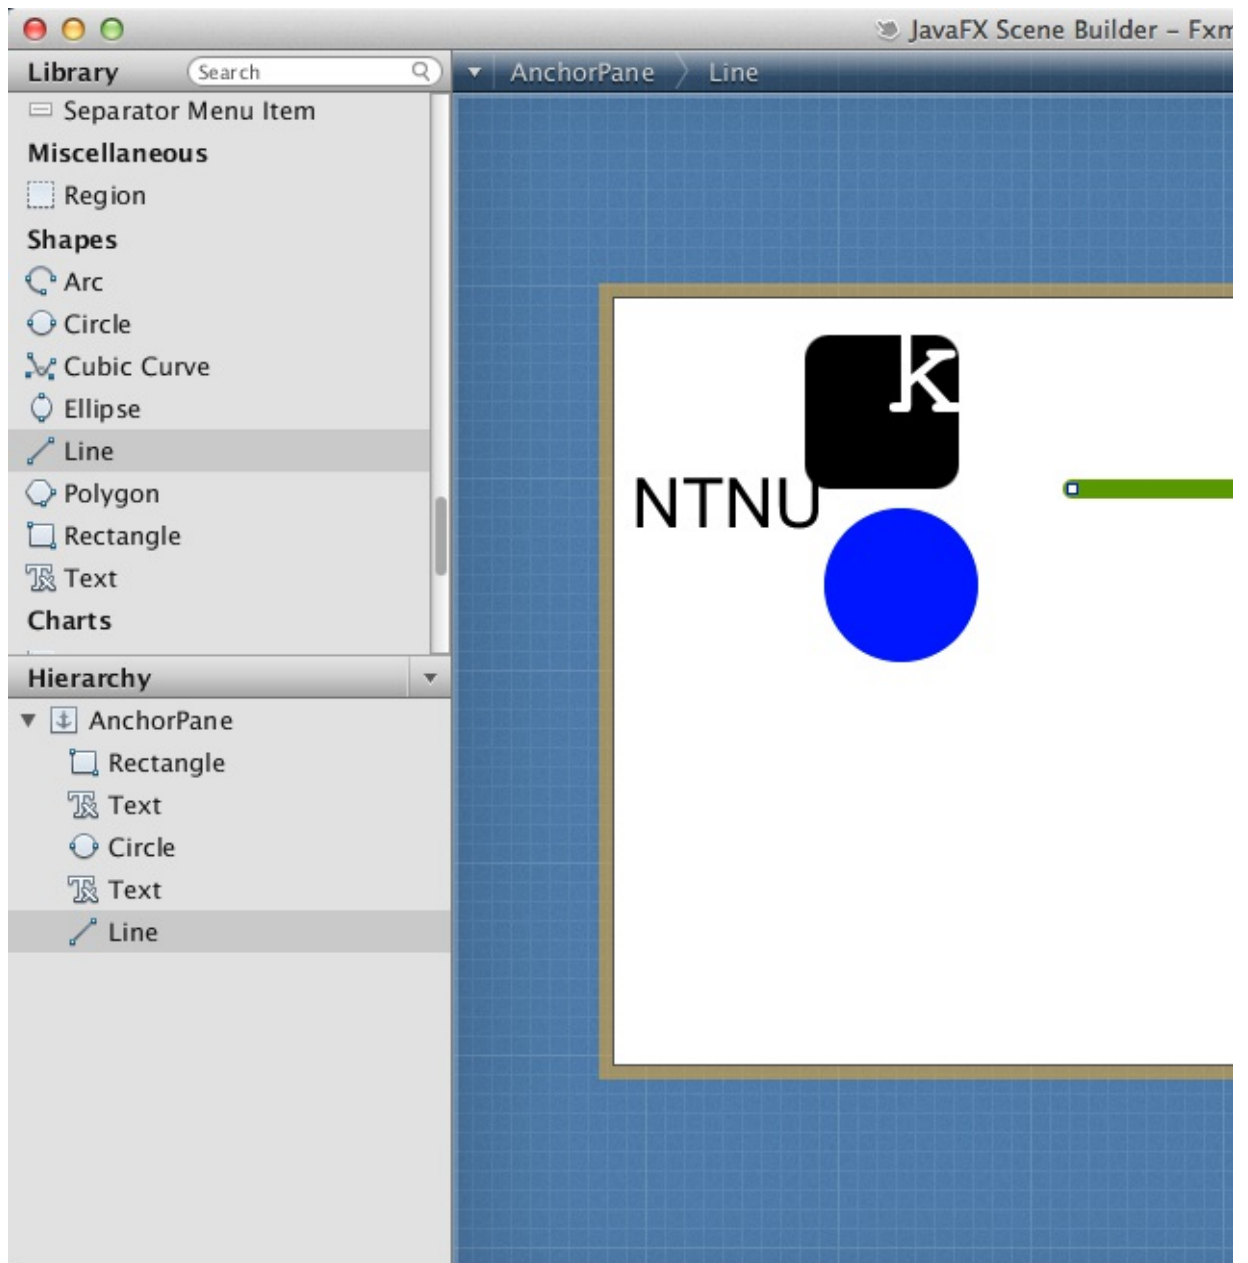 JavaFX Scene Builder – Fxm
Library
Search
AnchorPane
Line
Separator Menu Item
Miscellaneous
Region
Shapes
Arc
Circle
Cubic Curve
Ellipse
Line
Polygon
Rectangle
Text
Charts
Hierarchy
AnchorPane
Rectangle
Text
Circle
Text
Line
k
NTNU